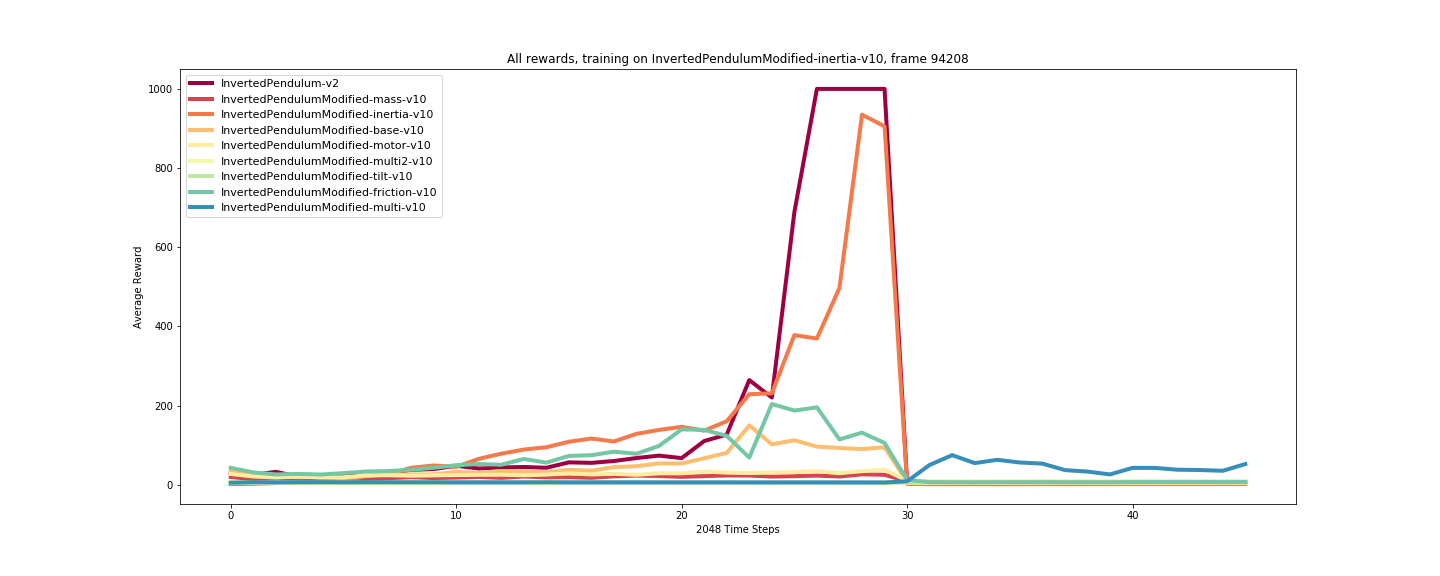 All rewards, training on InvertedPendulumModified-inertia-v10, frame 94208
InvertedPendulum-v2
InvertedPendulumModified-mass-v10
InvertedPendulumModified-inertia-v10
InvertedPendulumModified-base-v10
InvertedPendulumModified-motor-v10
InvertedPendulumModified-multi2-v10
InvertedPendulumModified-tilt-v10
InvertedPendulumModified-friction-v10
InvertedPendulumModified-multi-v10
1000
800
600
400
200
0
Average Reward
0 10 20 30 40
2048 Time Steps